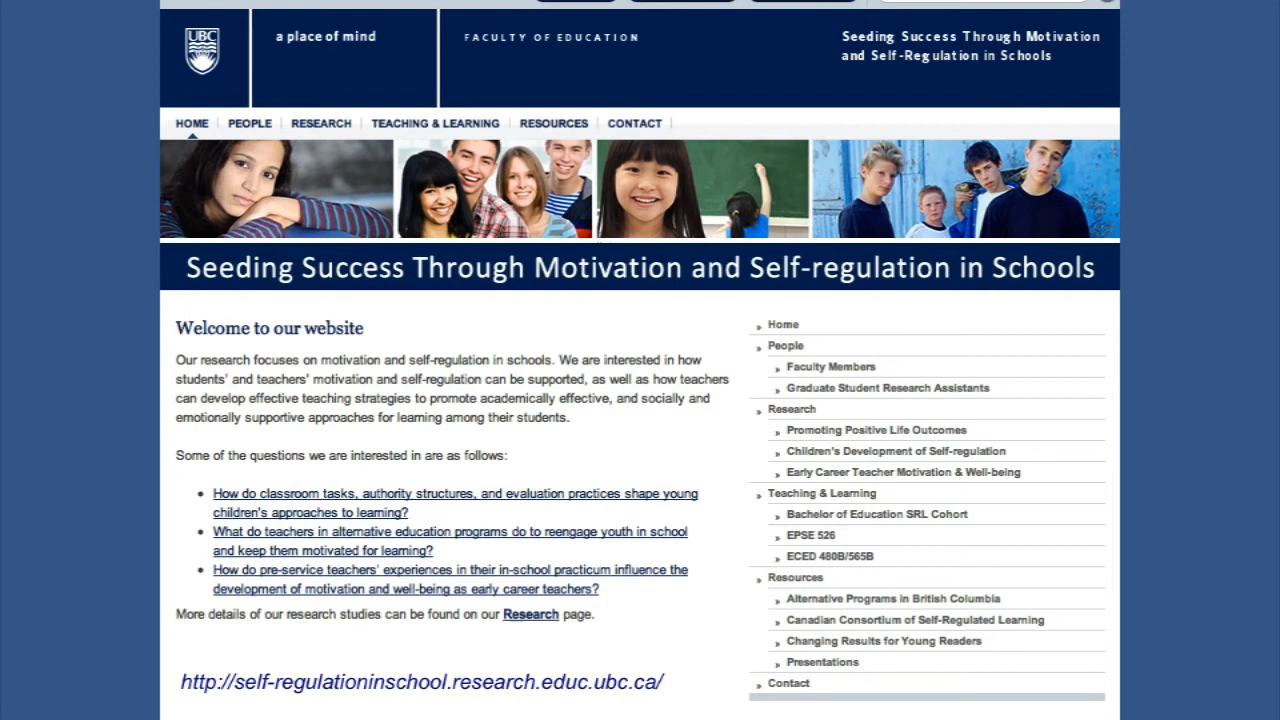 UBC
a place of mind
FACULTY OF EDUCATION
Seeding Success Through Motivation
and Self-Regulation in Schools
HOME
PEOPLE
RESEARCH
TEACHING & LEARNING
RESOURCES
CONTACT
Seeding Success Through Motivation and Self-regulation in Schools
Welcome to our website
Our research focuses on motivation and self-regulation in schools. We are interested in how
students' and teachers' motivation and self-regulation can be supported, as well as how teachers
can develop effective teaching strategies to promote academically effective, and socially and
emotionally supportive approaches for learning among their students.
Some of the questions we are interested in are as follows:
• How do classroom tasks, authority structures, and evaluation practices shape young
children's approaches to learning?
• What do teachers in alternative education programs do to reengage youth in school
and keep them motivated for learning?
• How do pre-service teachers' experiences in their in-school practicum influence the
development of motivation and well-being as early career teachers?
More details of our research studies can be found on our Research page.
http://self-regulationinschool.research.educ.ubc.ca/
» Home
» People
» Faculty Members
» Graduate Student Research Assistants
» Research
» Promoting Positive Life Outcomes
» Children's Development of Self-regulation
» Early Career Teacher Motivation & Well-being
» Teaching & Learning
» Bachelor of Education SRL Cohort
» EPSE 526
» ECED 480B/565B
» Resources
» Alternative Programs in British Columbia
» Canadian Consortium of Self-Regulated Learning
» Changing Results for Young Readers
» Presentations
» Contact